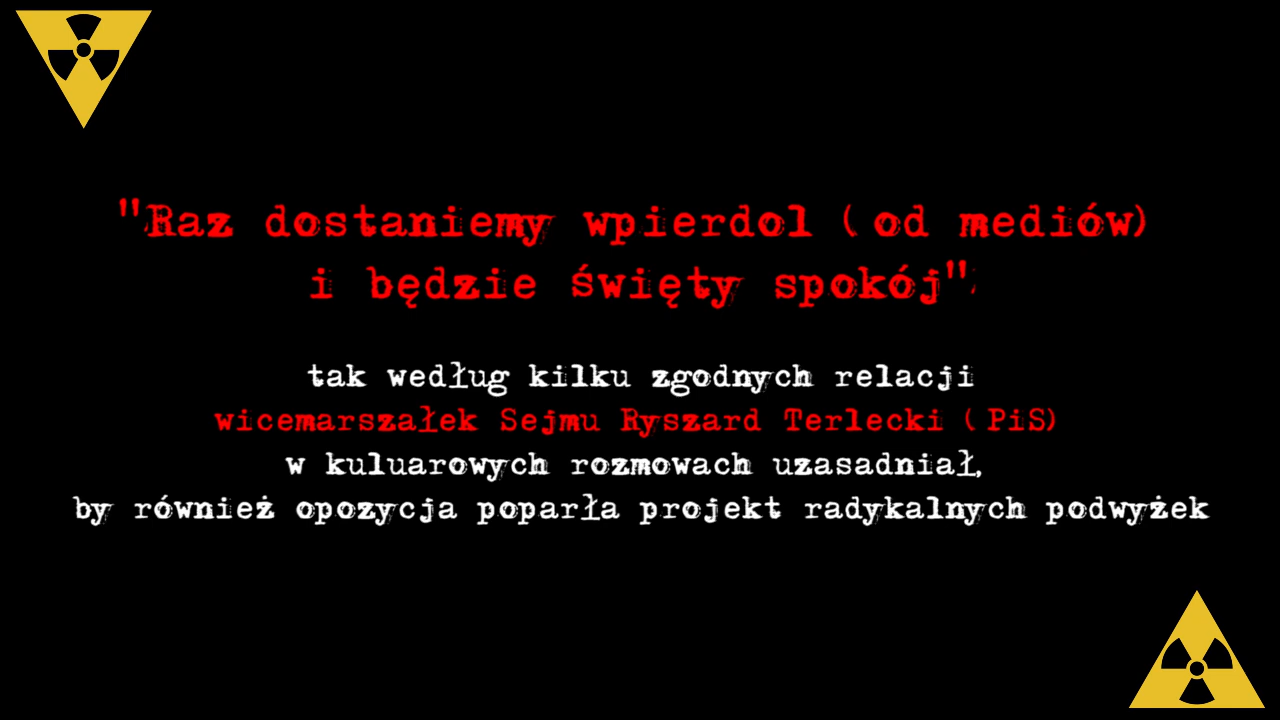 "Raz dostaniemy wpierdol (od mediów)
i będzie święty spokój"
tak według kilku zgodnych relacji
wicemarszałek Sejmu Ryszard Terlecki (PiS)
w kuluarowych rozmowach uzasadniał,
by również opozycja poparła projekt radykalnych podwyżek